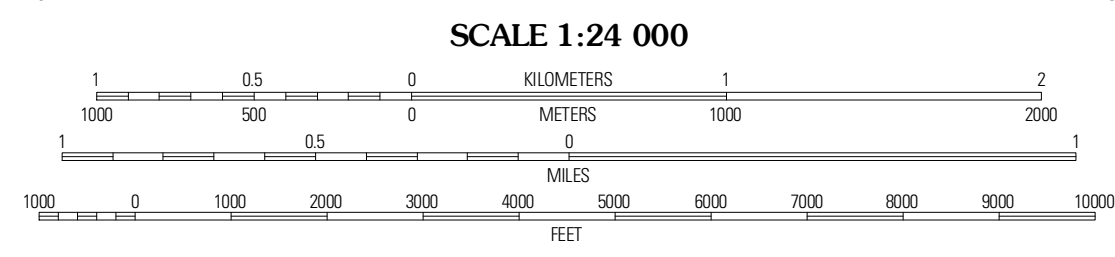 SCALE 1:24 000
1 0.5 0 KILOMETERS 1 2
1000 500 0 METERS 1000 2000
1 0.5 0 1
MILES
1000 0 1000 2000 3000 4000 5000 6000 7000 8000 9000 10000
FEET